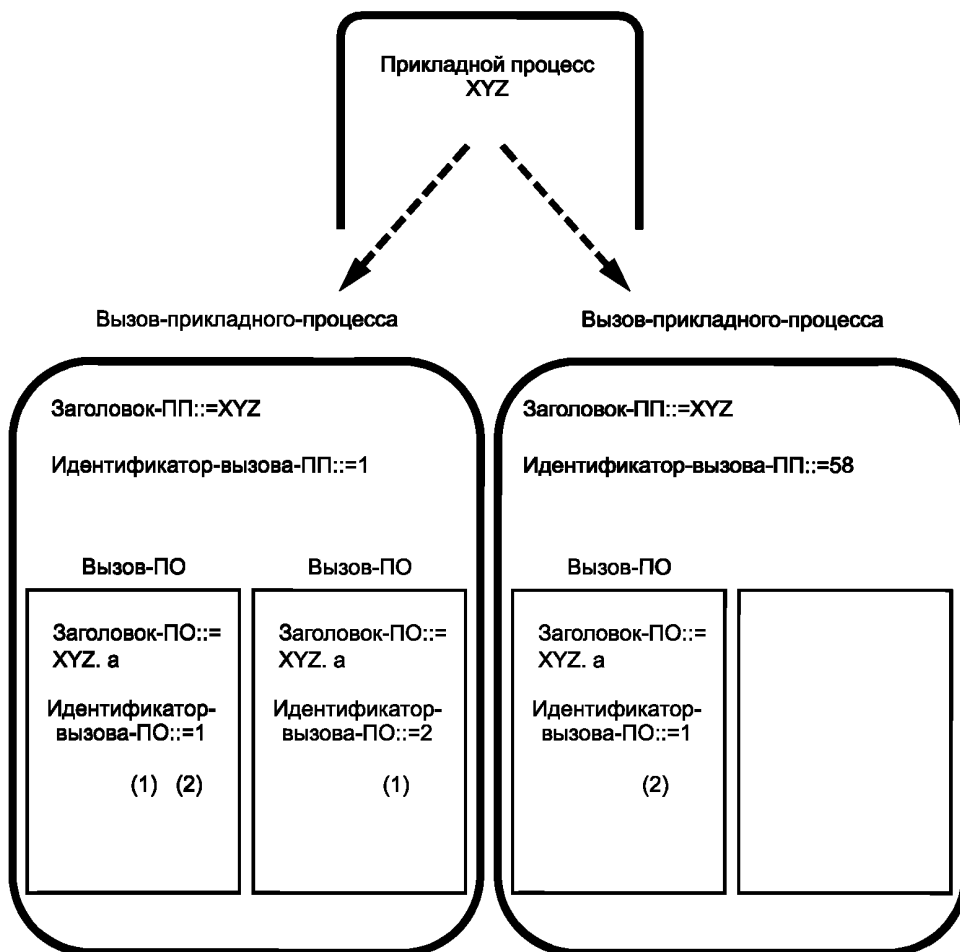 Прикладной процесс
XYZ
Вызов-прикладного-процесса
Вызов-прикладного-процесса
Заголовок-ПП::=XYZ
Идентификатор-вызова-ПП::=1
Заголовок-ПП::=XYZ
Идентификатор-вызова-ПП::=58
Вызов-ПО
Заголовок-ПО::=
XYZ. a
Идентификатор-
вызова-ПО::=1
(1) (2)
Вызов-ПО
Заголовок-ПО::=
XYZ. a
Идентификатор-
вызова-ПО::=2
(1)
Вызов-ПО
Заголовок-ПО::=
XYZ. a
Идентификатор-
вызова-ПО::=1
(2)